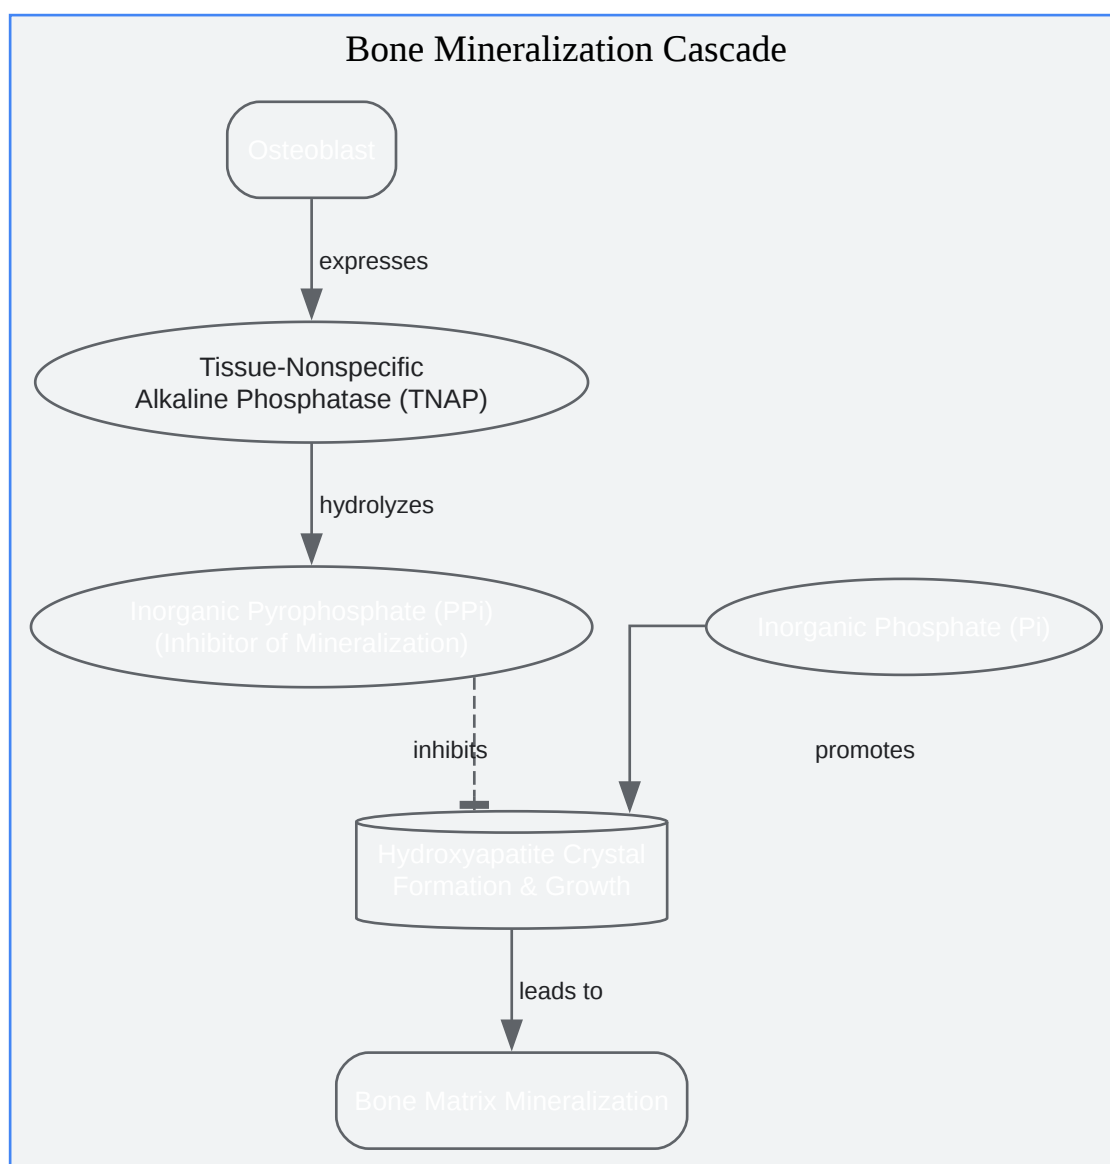 Bone Mineralization Cascade
Osteoblast
expresses
Tissue-Nonspecific
Alkaline Phosphatase (TNAP)
hydrolyzes
Inorganic Pyrophosphate (PPi)
(Inhibitor of Mineralization)
Inorganic Phosphate (Pi)
inhibits
promotes
Hydroxyapatite Crystal
Formation & Growth
leads to
Bone Matrix Mineralization